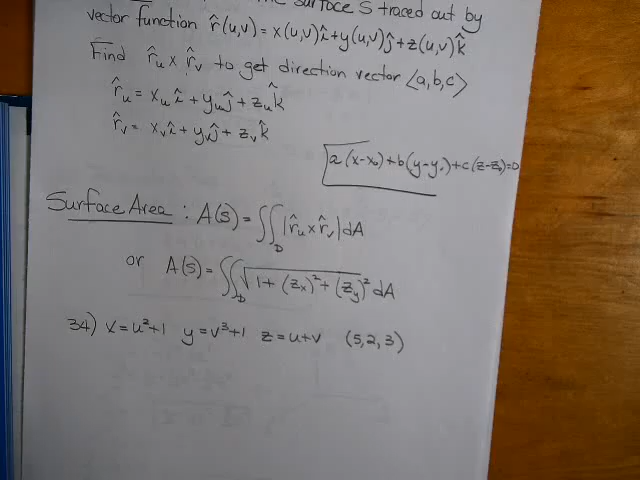 the surface S traced out by
vector function r̂(u,v) = x(u,v)î+y(u,v)ĵ+z(u,v)k̂
Find r̂u x r̂v to get direction vector ⟨a,b,c⟩
r̂u = xuî + yuĵ + zuk̂
r̂v = xvî + yvĵ + zvk̂
a(x-x₀)+b(y-y₀)+c(z-z₀)=0
Surface Area : A(s) = ∬D |r̂u x r̂v| dA
or A(s) = ∬D √(1 + (zx)² + (zy)²) dA
34) x = u²+1 y = v³+1 z = u+v (5,2,3)